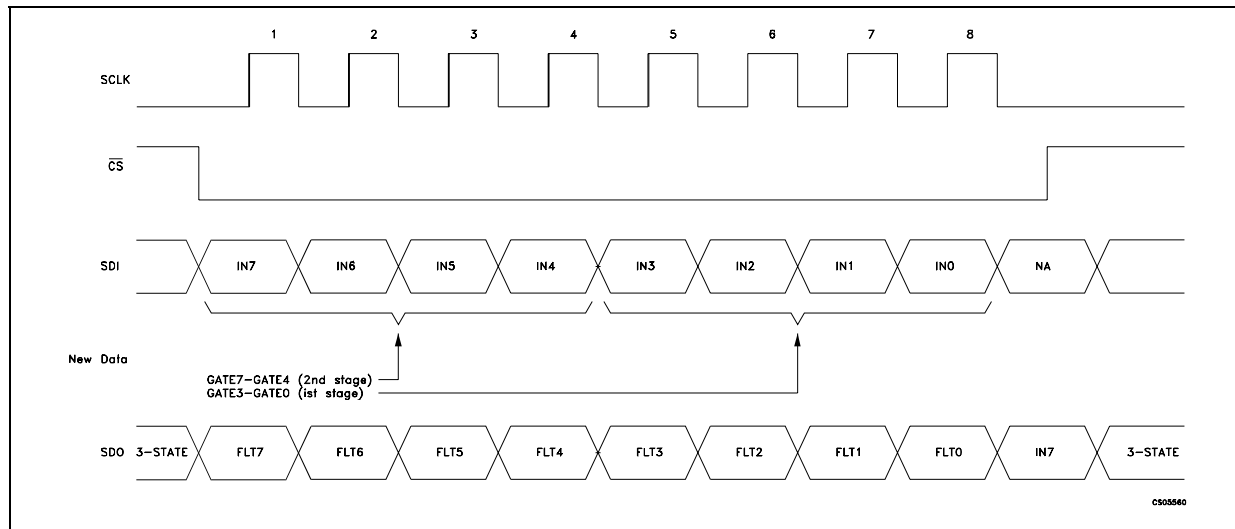 1 2 3 4 5 6 7 8
SCLK
CS
SDI IN7 IN6 IN5 IN4 IN3 IN2 IN1 IN0 NA
New Data
GATE7-GATE4 (2nd stage)
GATE3-GATE0 (ist stage)
SDO 3-STATE FLT7 FLT6 FLT5 FLT4 FLT3 FLT2 FLT1 FLT0 IN7 3-STATE
CS05560